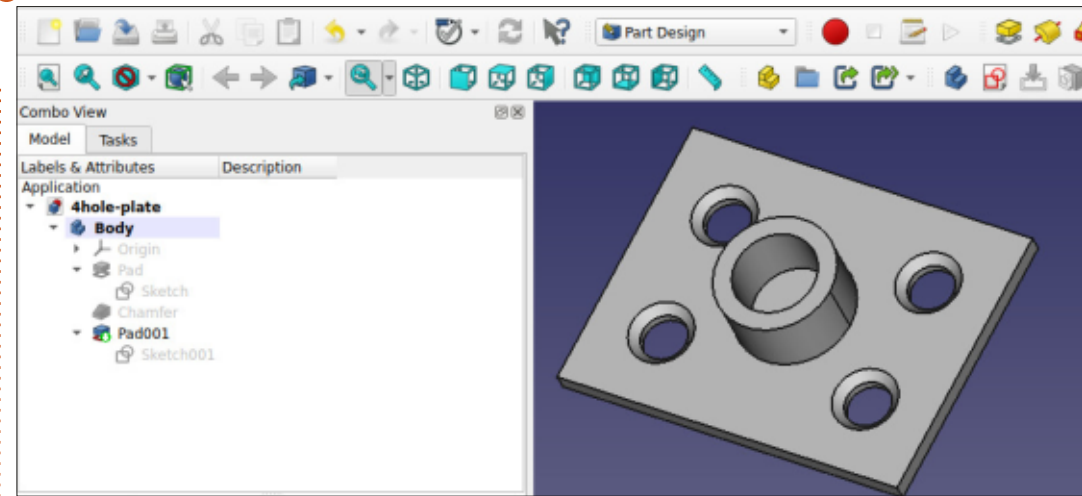 Part Design
Combo View
Model Tasks
Labels & Attributes Description
Application
4hole-plate
Body
Origin
Pad
Sketch
Chamfer
Pad001
Sketch001